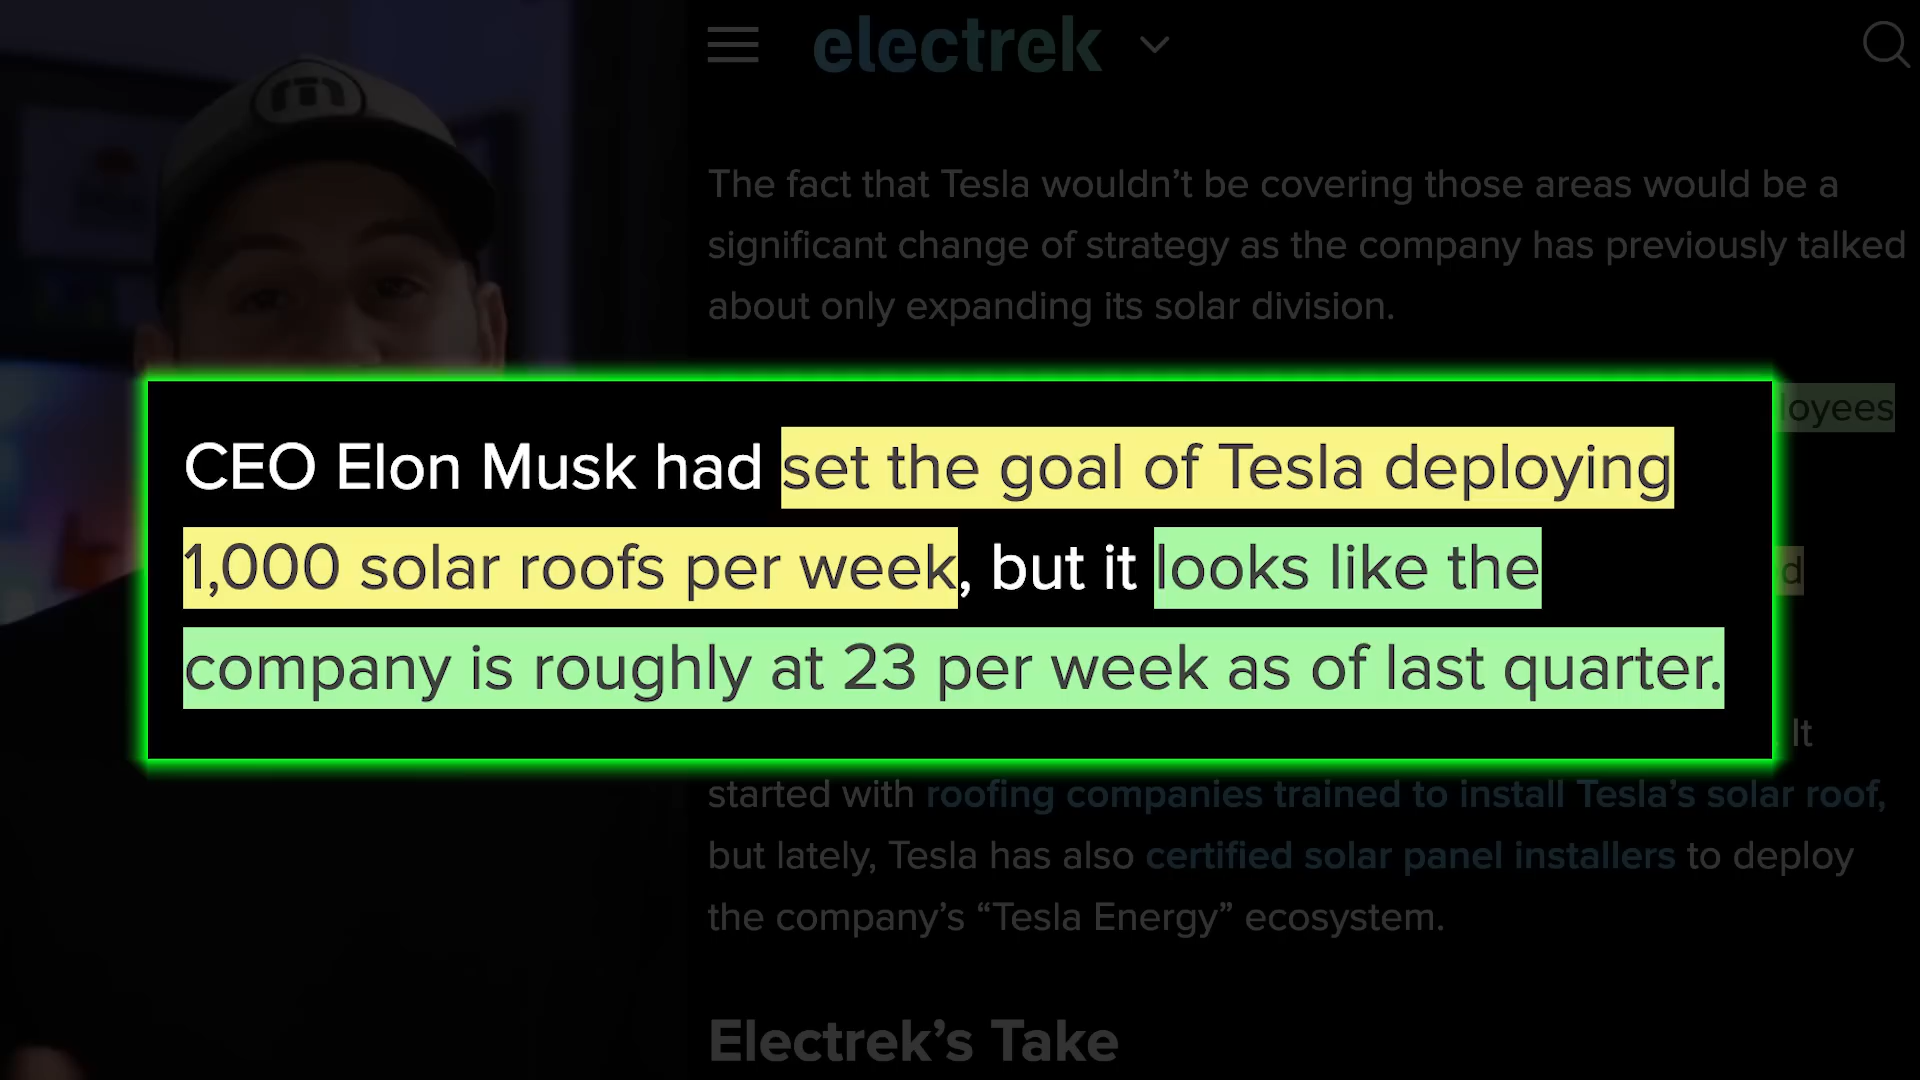 electrek
The fact that Tesla wouldn’t be covering those areas would be a
significant change of strategy as the company has previously talked
about only expanding its solar division.
loyees
CEO Elon Musk had set the goal of Tesla deploying
1,000 solar roofs per week, but it looks like the
company is roughly at 23 per week as of last quarter.
d
It
started with roofing companies trained to install Tesla’s solar roof,
but lately, Tesla has also certified solar panel installers to deploy
the company’s “Tesla Energy” ecosystem.
Electrek’s Take